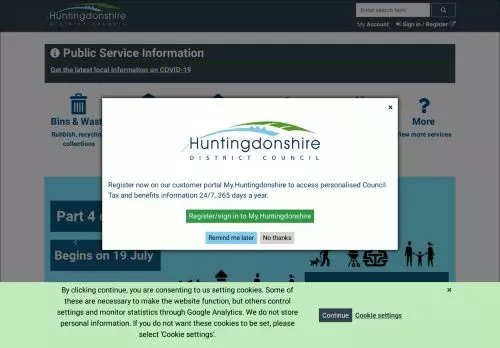 Huntingdonshire
DISTRICT COUNCIL
Enter search term
My Account: Sign in / Register
Public Service Information
Get the latest local information on COVID-19
Bins & Wast
Rubbish, recycling
collections
More
iew more services
×
Huntingdonshire
DISTRICT COUNCIL
Register now on our customer portal My.Huntingdonshire to access personalised Council
Tax and benefits information 24/7, 365 days a year.
Register/sign in to My.Huntingdonshire
Remind me later No thanks
Part 4 o
Begins on 19 July
By clicking continue, you are consenting to us setting cookies. Some of
these are necessary to make the website function, but others control
settings and monitor statistics through Google Analytics. We do not store
personal information. If you do not want these cookies to be set, please
select 'Cookie settings'.
Continue Cookie settings
×